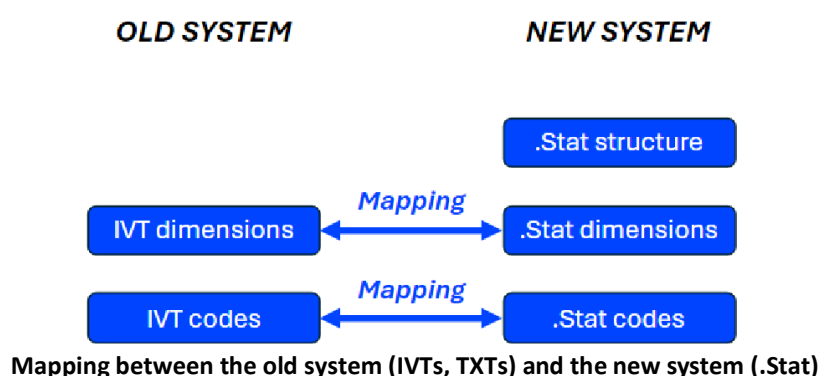 OLD SYSTEM
NEW SYSTEM
.Stat structure
Mapping
IVT dimensions
.Stat dimensions
Mapping
IVT codes
.Stat codes
Mapping between the old system (IVTs, TXTs) and the new system (.Stat)